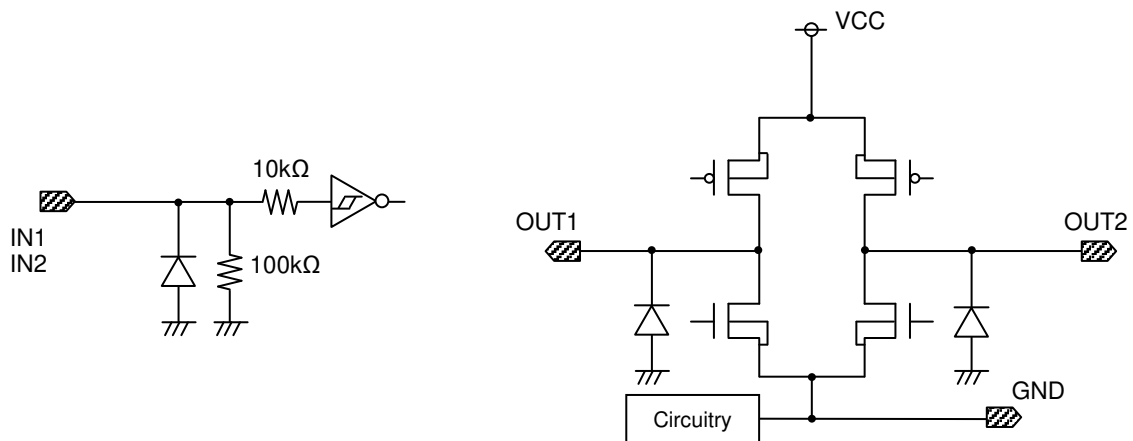 VCC
10kΩ
IN1
IN2
100kΩ
OUT1
OUT2
GND
Circuitry